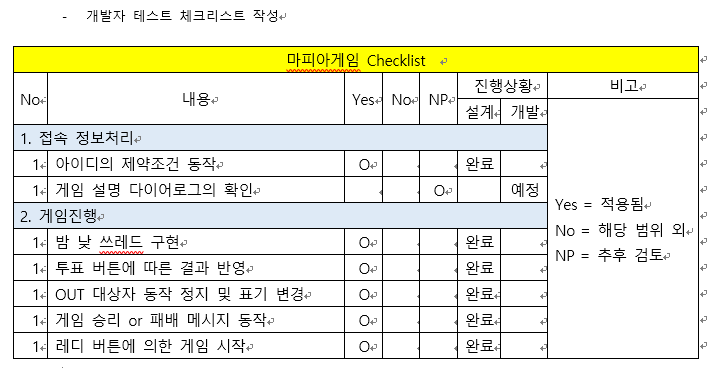 - 개발자 테스트 체크리스트 작성
마피아게임 Checklist
No 내용 Yes No NP 진행상황 비고
설계 개발
1. 접속 정보처리
1 아이디의 제약조건 동작 O 완료
1 게임 설명 다이어로그의 확인 O 예정
2. 게임진행
1 밤 낮 쓰레드 구현 O 완료
1 투표 버튼에 따른 결과 반영 O 완료
1 OUT 대상자 동작 정지 및 표기 변경 O 완료
1 게임 승리 or 패배 메시지 동작 O 완료
1 레디 버튼에 의한 게임 시작 O 완료
Yes = 적용됨
No = 해당 범위 외
NP = 추후 검토